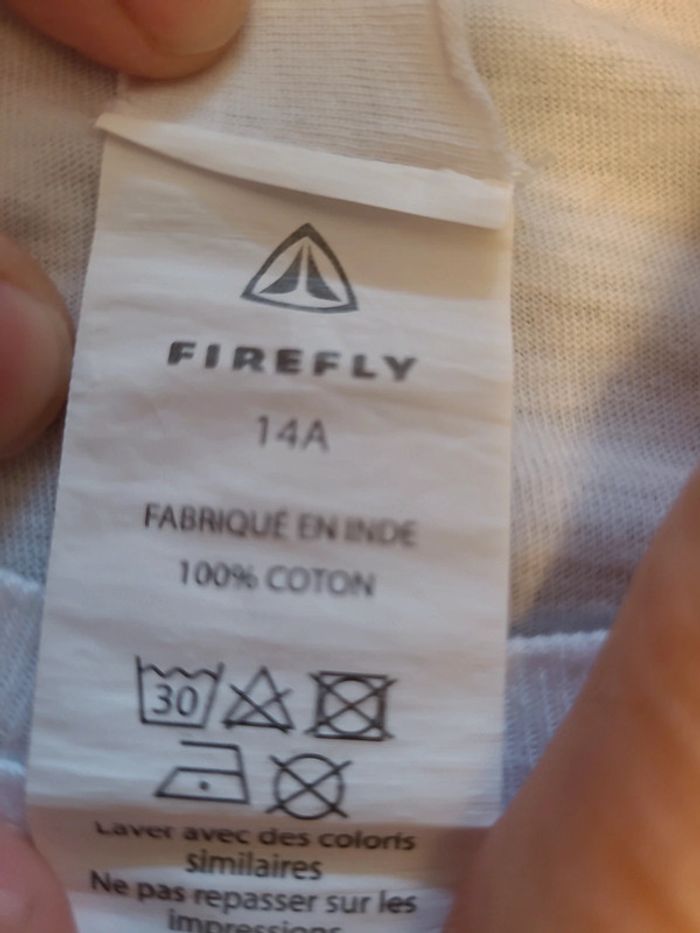 FIREFLY
14A
FABRIQUÉ EN INDE
100% COTON
30
Laver avec des coloris
similaires
Ne pas repasser sur les
impressions